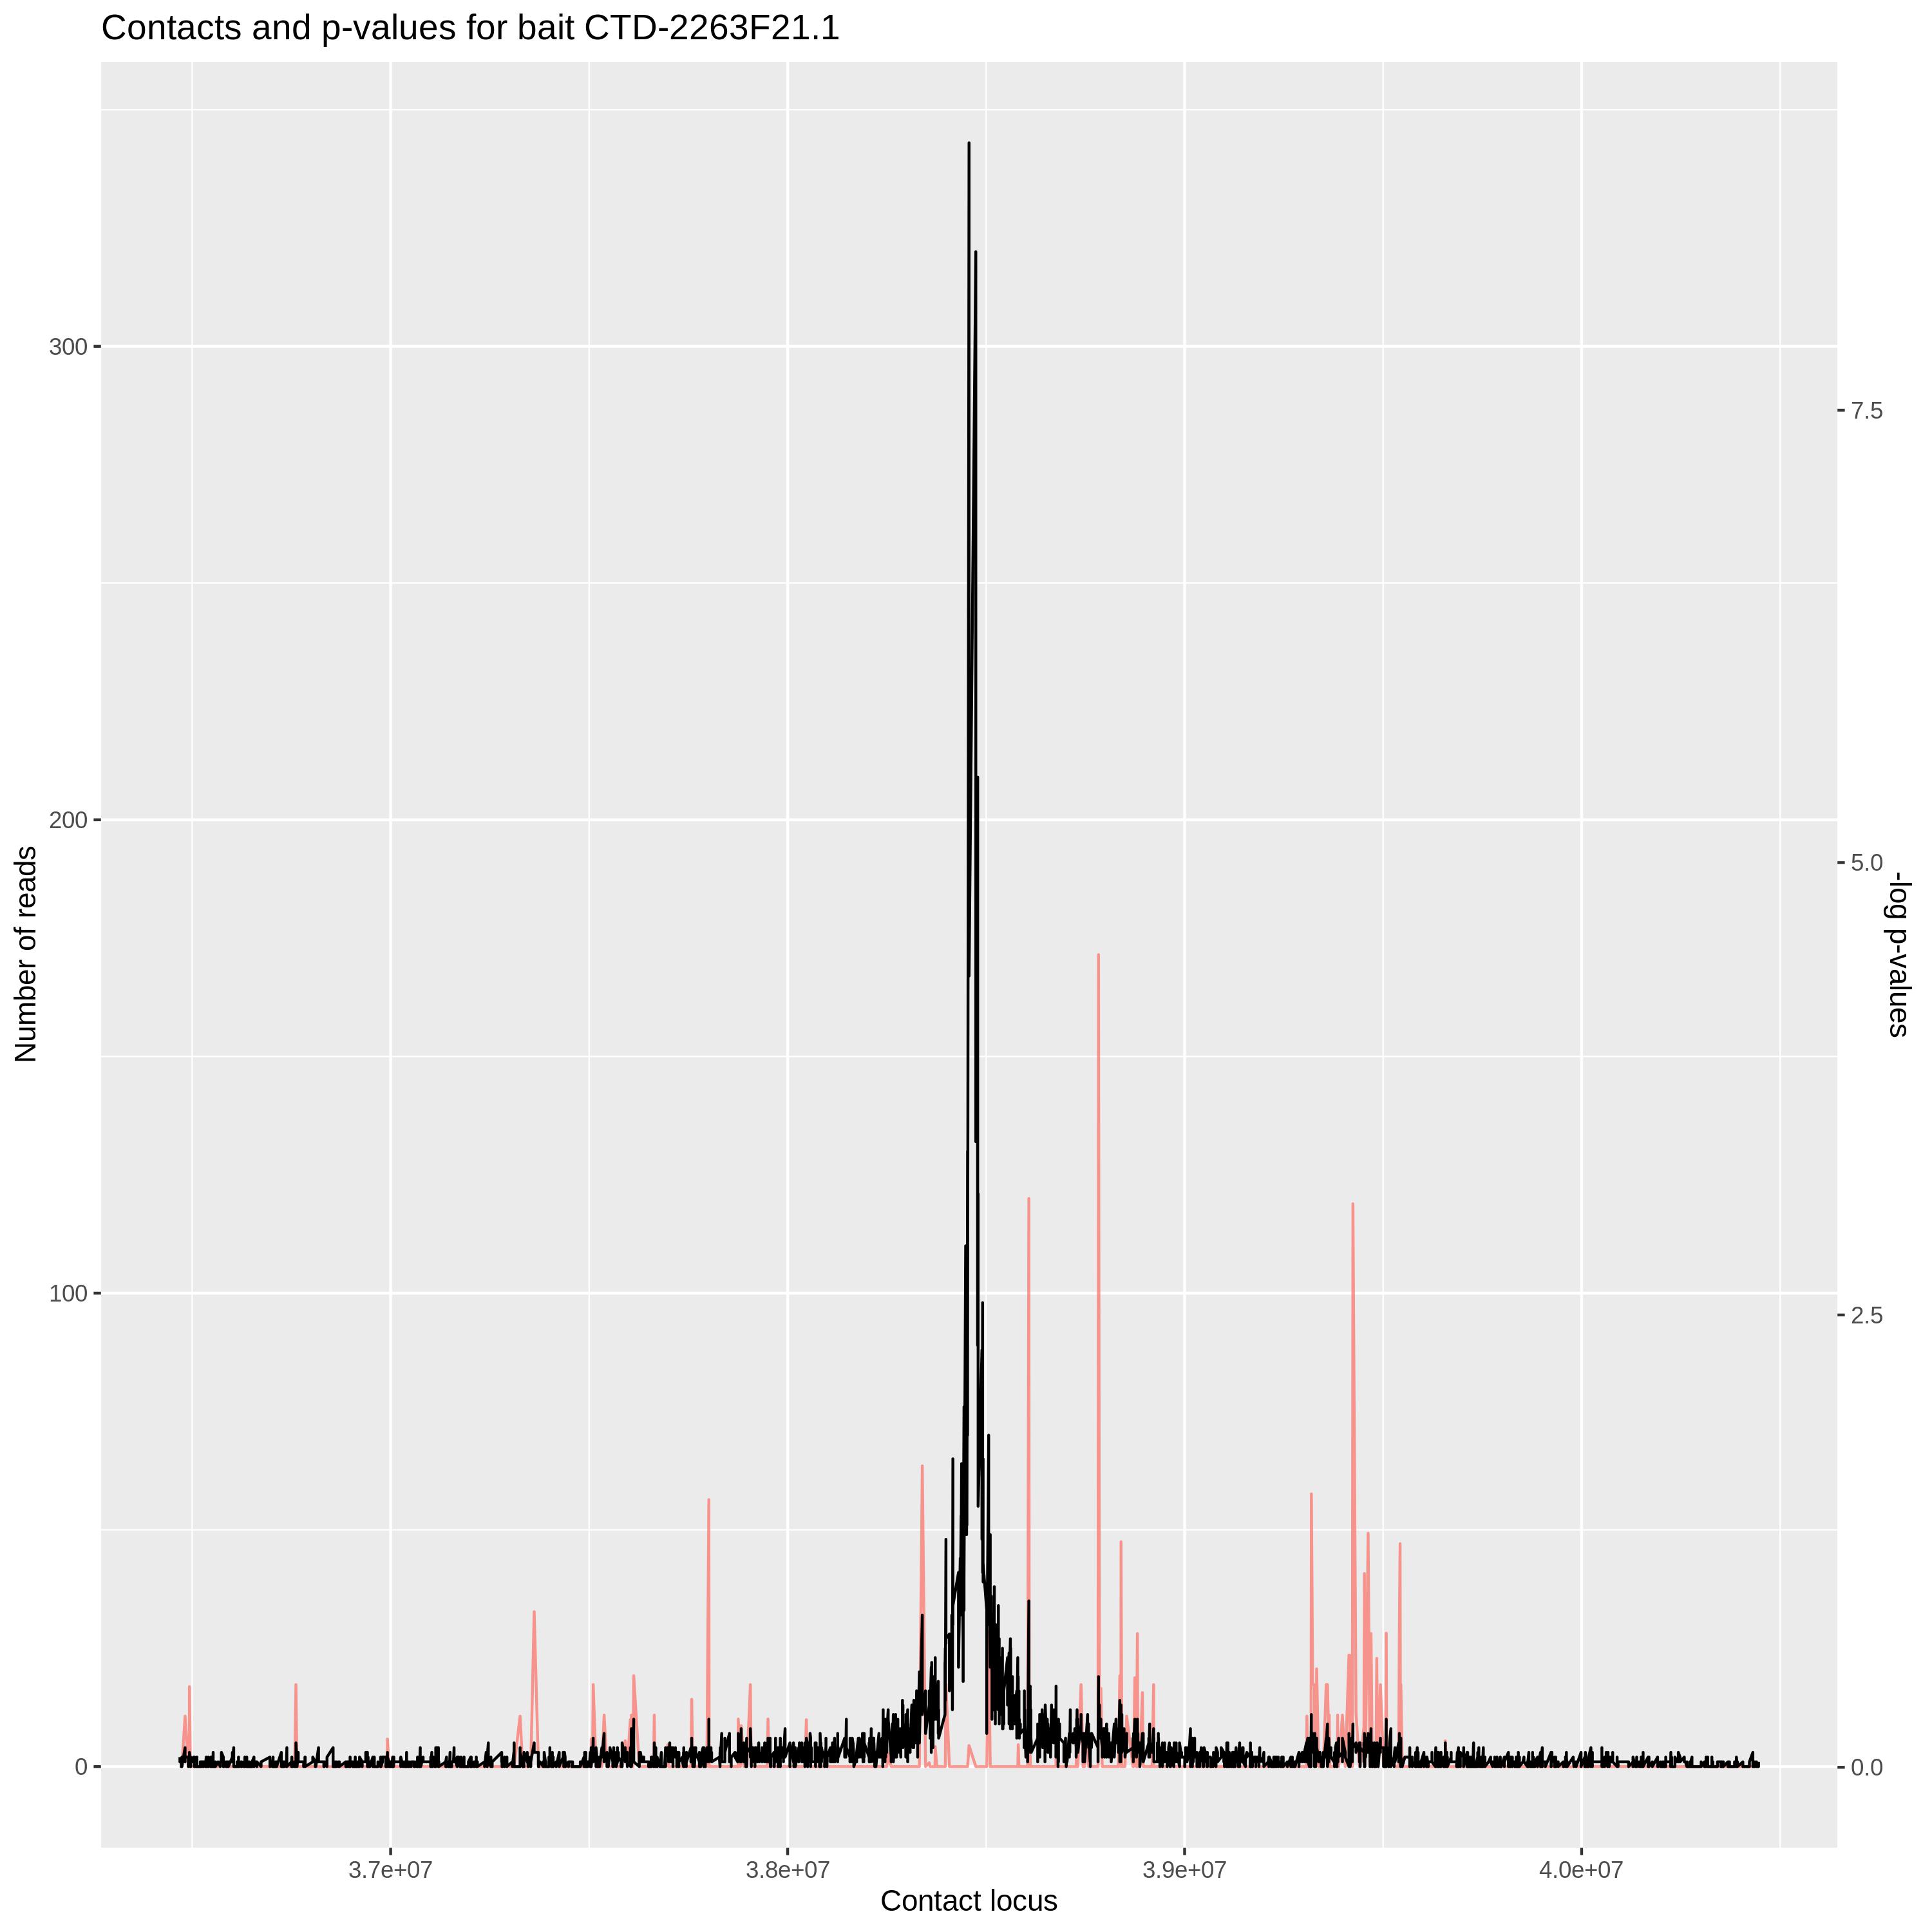 Contacts and p-values for bait CTD-2263F21.1
300
200
100
0
Number of reads
7.5
5.0
2.5
0.0
-log p-values
3.7e+07
3.8e+07
3.9e+07
4.0e+07
Contact locus